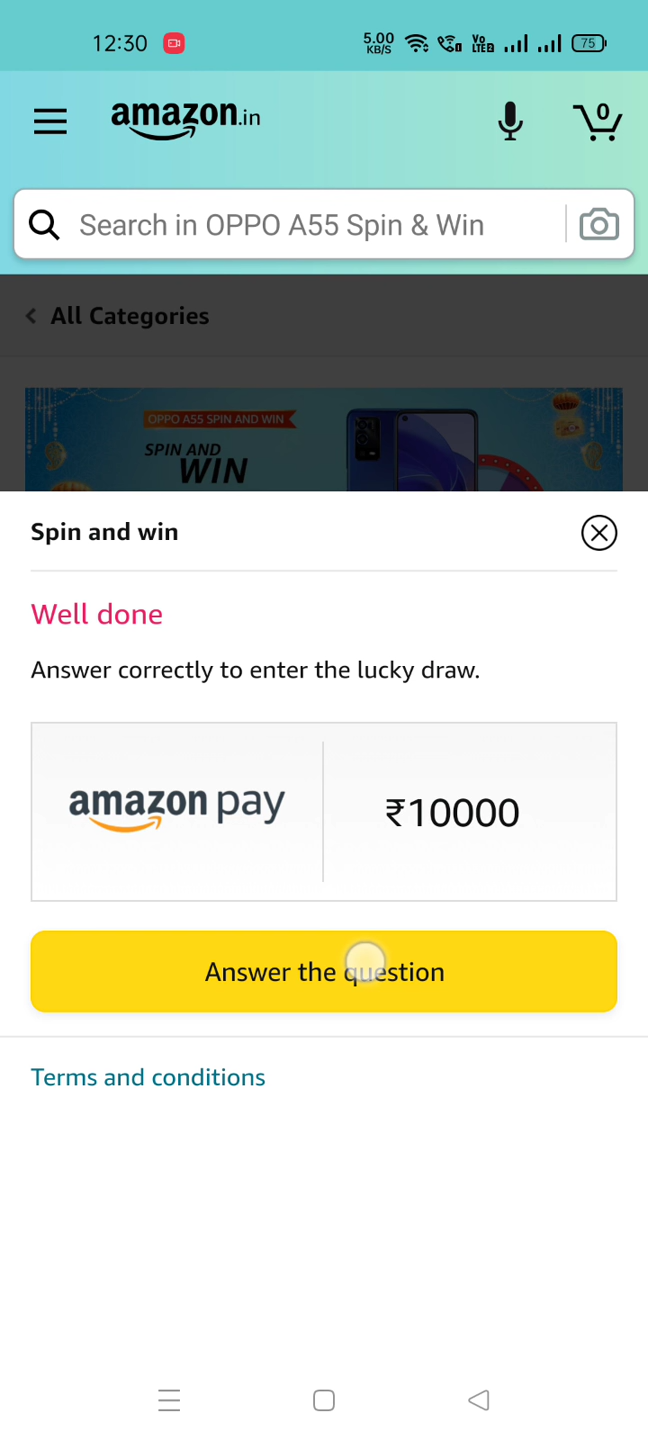 12:30 5.00 KB/S Vo LTE2 75
amazon.in 0
Search in OPPO A55 Spin & Win
All Categories
OPPO A55 SPIN AND WIN
SPIN AND
WIN
Spin and win
Well done
Answer correctly to enter the lucky draw.
amazon pay ₹10000
Answer the question
Terms and conditions